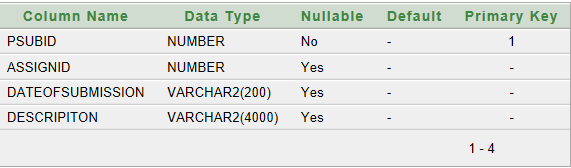 Column Name Data Type Nullable Default Primary Key
PSUBID NUMBER No - 1
ASSIGNID NUMBER Yes - -
DATEOFSUBMISSION VARCHAR2(200) Yes - -
DESCRIPITON VARCHAR2(4000) Yes - -
1 - 4